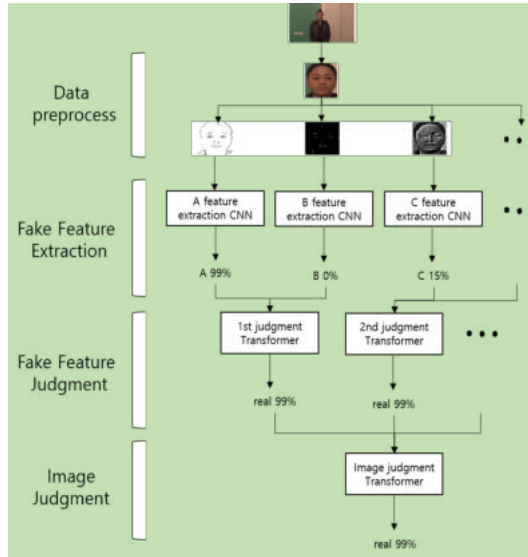 Data
preprocess
A feature
extraction CNN
B feature
extraction CNN
C feature
extraction CNN
Fake Feature
Extraction
A 99%
B 0%
C 15%
1st judgment
Transformer
2nd judgment
Transformer
Fake Feature
Judgment
real 99%
real 99%
Image
Judgment
Image judgment
Transformer
real 99%